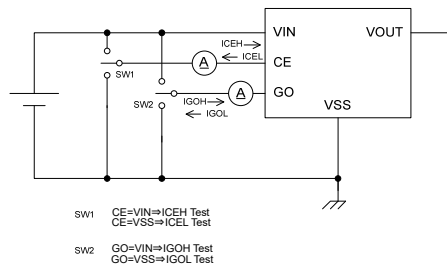 VIN VOUT
ICEH
ICEL
A CE
SW1
A GO
IGOH
SW2
IGOL
VSS
SW1 CE=VIN⇒ICEH Test
CE=VSS⇒ICEL Test
SW2 GO=VIN⇒IGOH Test
GO=VSS⇒IGOL Test